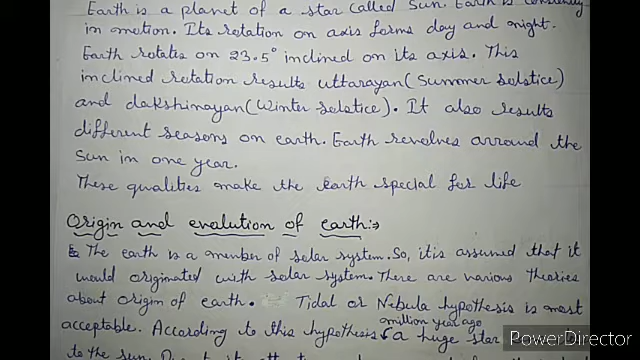 Earth is a planet of a star called Sun. Earth is constantly
in motion. Its rotation on axis forms day and night.
Earth rotates on 23.5° inclined on its axis. This
inclined rotation results uttarayan (Summer solstice)
and dakshinayan (Winter solstice). It also results
different seasons on earth. Earth revolves arround the
Sun in one year.
These qualities make the Earth special for life
Origin and evolution of earth:→
The earth is a member of solar system. So, it is assumed that it
would originated with solar system. There are various theories
about origin of earth. Tidal or Nebula hypothesis is most
million year ago
acceptable. According to this hypothesis a huge star
to the sun.
PowerDirector